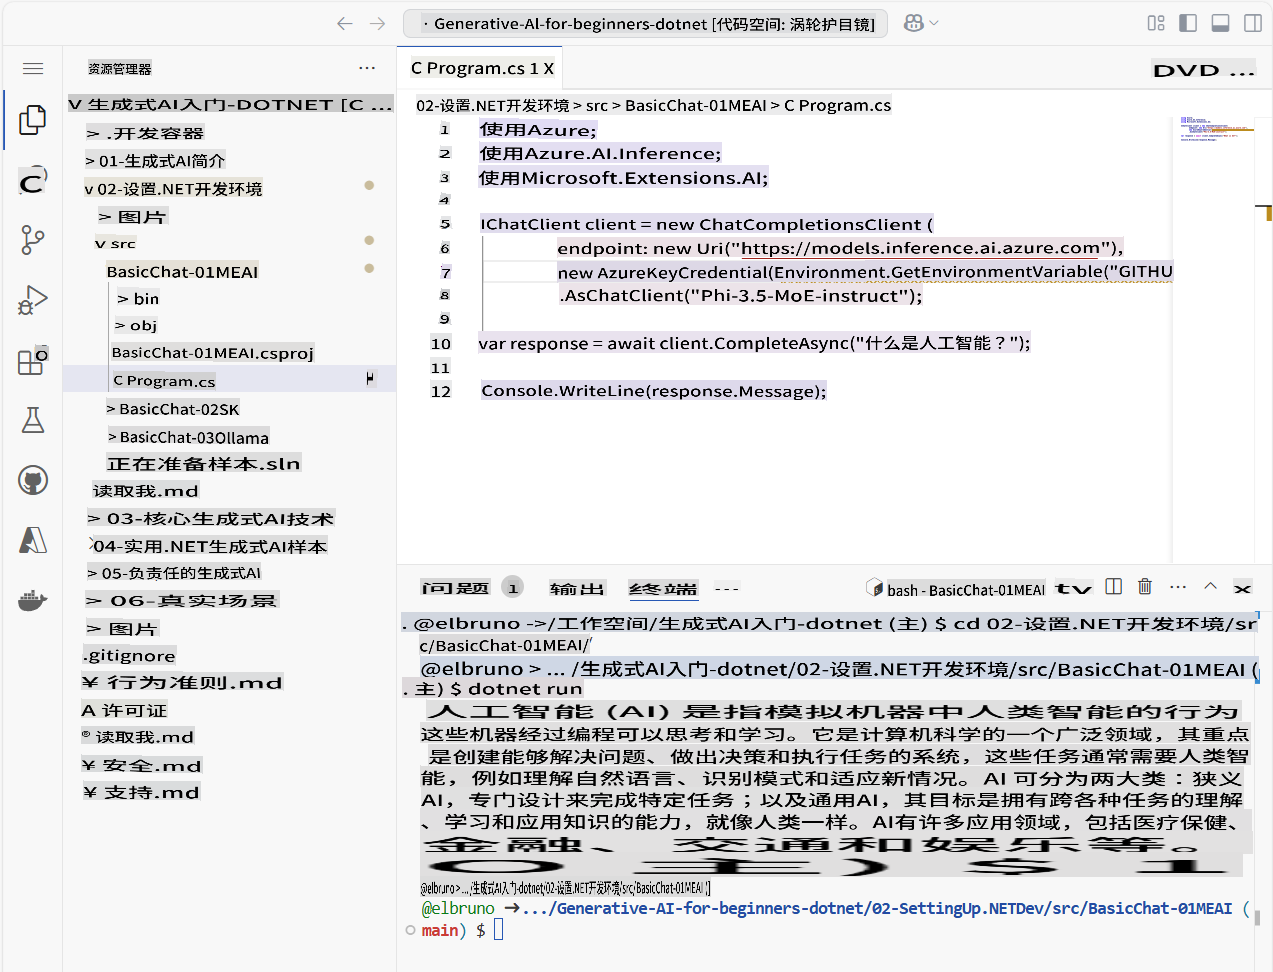 · Generative-AI-for-beginners-dotnet [代码空间: 涡轮护目镜]
资源管理器 ...
V 生成式AI入门-DOTNET [C ...
> .开发容器
> 01-生成式AI简介
v 02-设置.NET开发环境
> 图片
v src
BasicChat-01MEAI
> bin
> obj
BasicChat-01MEAI.csproj
C Program.cs
> BasicChat-02SK
>BasicChat-03Ollama
正在准备样本.sln
读取我.md
> 03-核心生成式AI技术
04-实用.NET生成式AI样本
> 05-负责任的生成式AI
> 06-真实场景
> 图片
.gitignore
¥ 行为准则.md
A 许可证
® 读取我.md
¥ 安全.md
¥ 支持.md
C Program.cs 1 X
DVD ...
02-设置.NET开发环境 > src > BasicChat-01MEAI > C Program.cs
1 使用Azure;
2 使用Azure.AI.Inference;
3 使用Microsoft.Extensions.AI;
4
5 IChatClient client = new ChatCompletionsClient (
6 endpoint: new Uri("https://models.inference.ai.azure.com"),
7 new AzureKeyCredential(Environment.GetEnvironmentVariable("GITHU
8 .AsChatClient("Phi-3.5-MoE-instruct");
9
10 var response = await client.CompleteAsync("什么是人工智能？");
11
12 Console.WriteLine(response.Message);
问题 1 输出 终端 --- bash - BasicChat-01MEAI tv ... x
. @elbruno ->/工作空间/生成式AI入门-dotnet (主) $ cd 02-设置.NET开发环境/sr
c/BasicChat-01MEAI/
@elbruno > ... /生成式AI入门-dotnet/02-设置.NET开发环境/src/BasicChat-01MEAI (
. 主) $ dotnet run
人工智能 (AI) 是指模拟机器中人类智能的行为
这些机器经过编程可以思考和学习。它是计算机科学的一个广泛领域，其重点
是创建能够解决问题、做出决策和执行任务的系统，这些任务通常需要人类智
能，例如理解自然语言、识别模式和适应新情况。AI 可分为两大类：狭义
AI，专门设计来完成特定任务；以及通用AI，其目标是拥有跨各种任务的理解
、学习和应用知识的能力，就像人类一样。AI有许多应用领域，包括医疗保健、
金融、交通和娱乐等。
O 主) $ 1
@elbruno > ... /生成式AI入门-dotnet/02-设置.NET开发环境/src/BasicChat-01MEAI (]
@elbruno →.../Generative-AI-for-beginners-dotnet/02-SettingUp.NETDev/src/BasicChat-01MEAI (
main) $